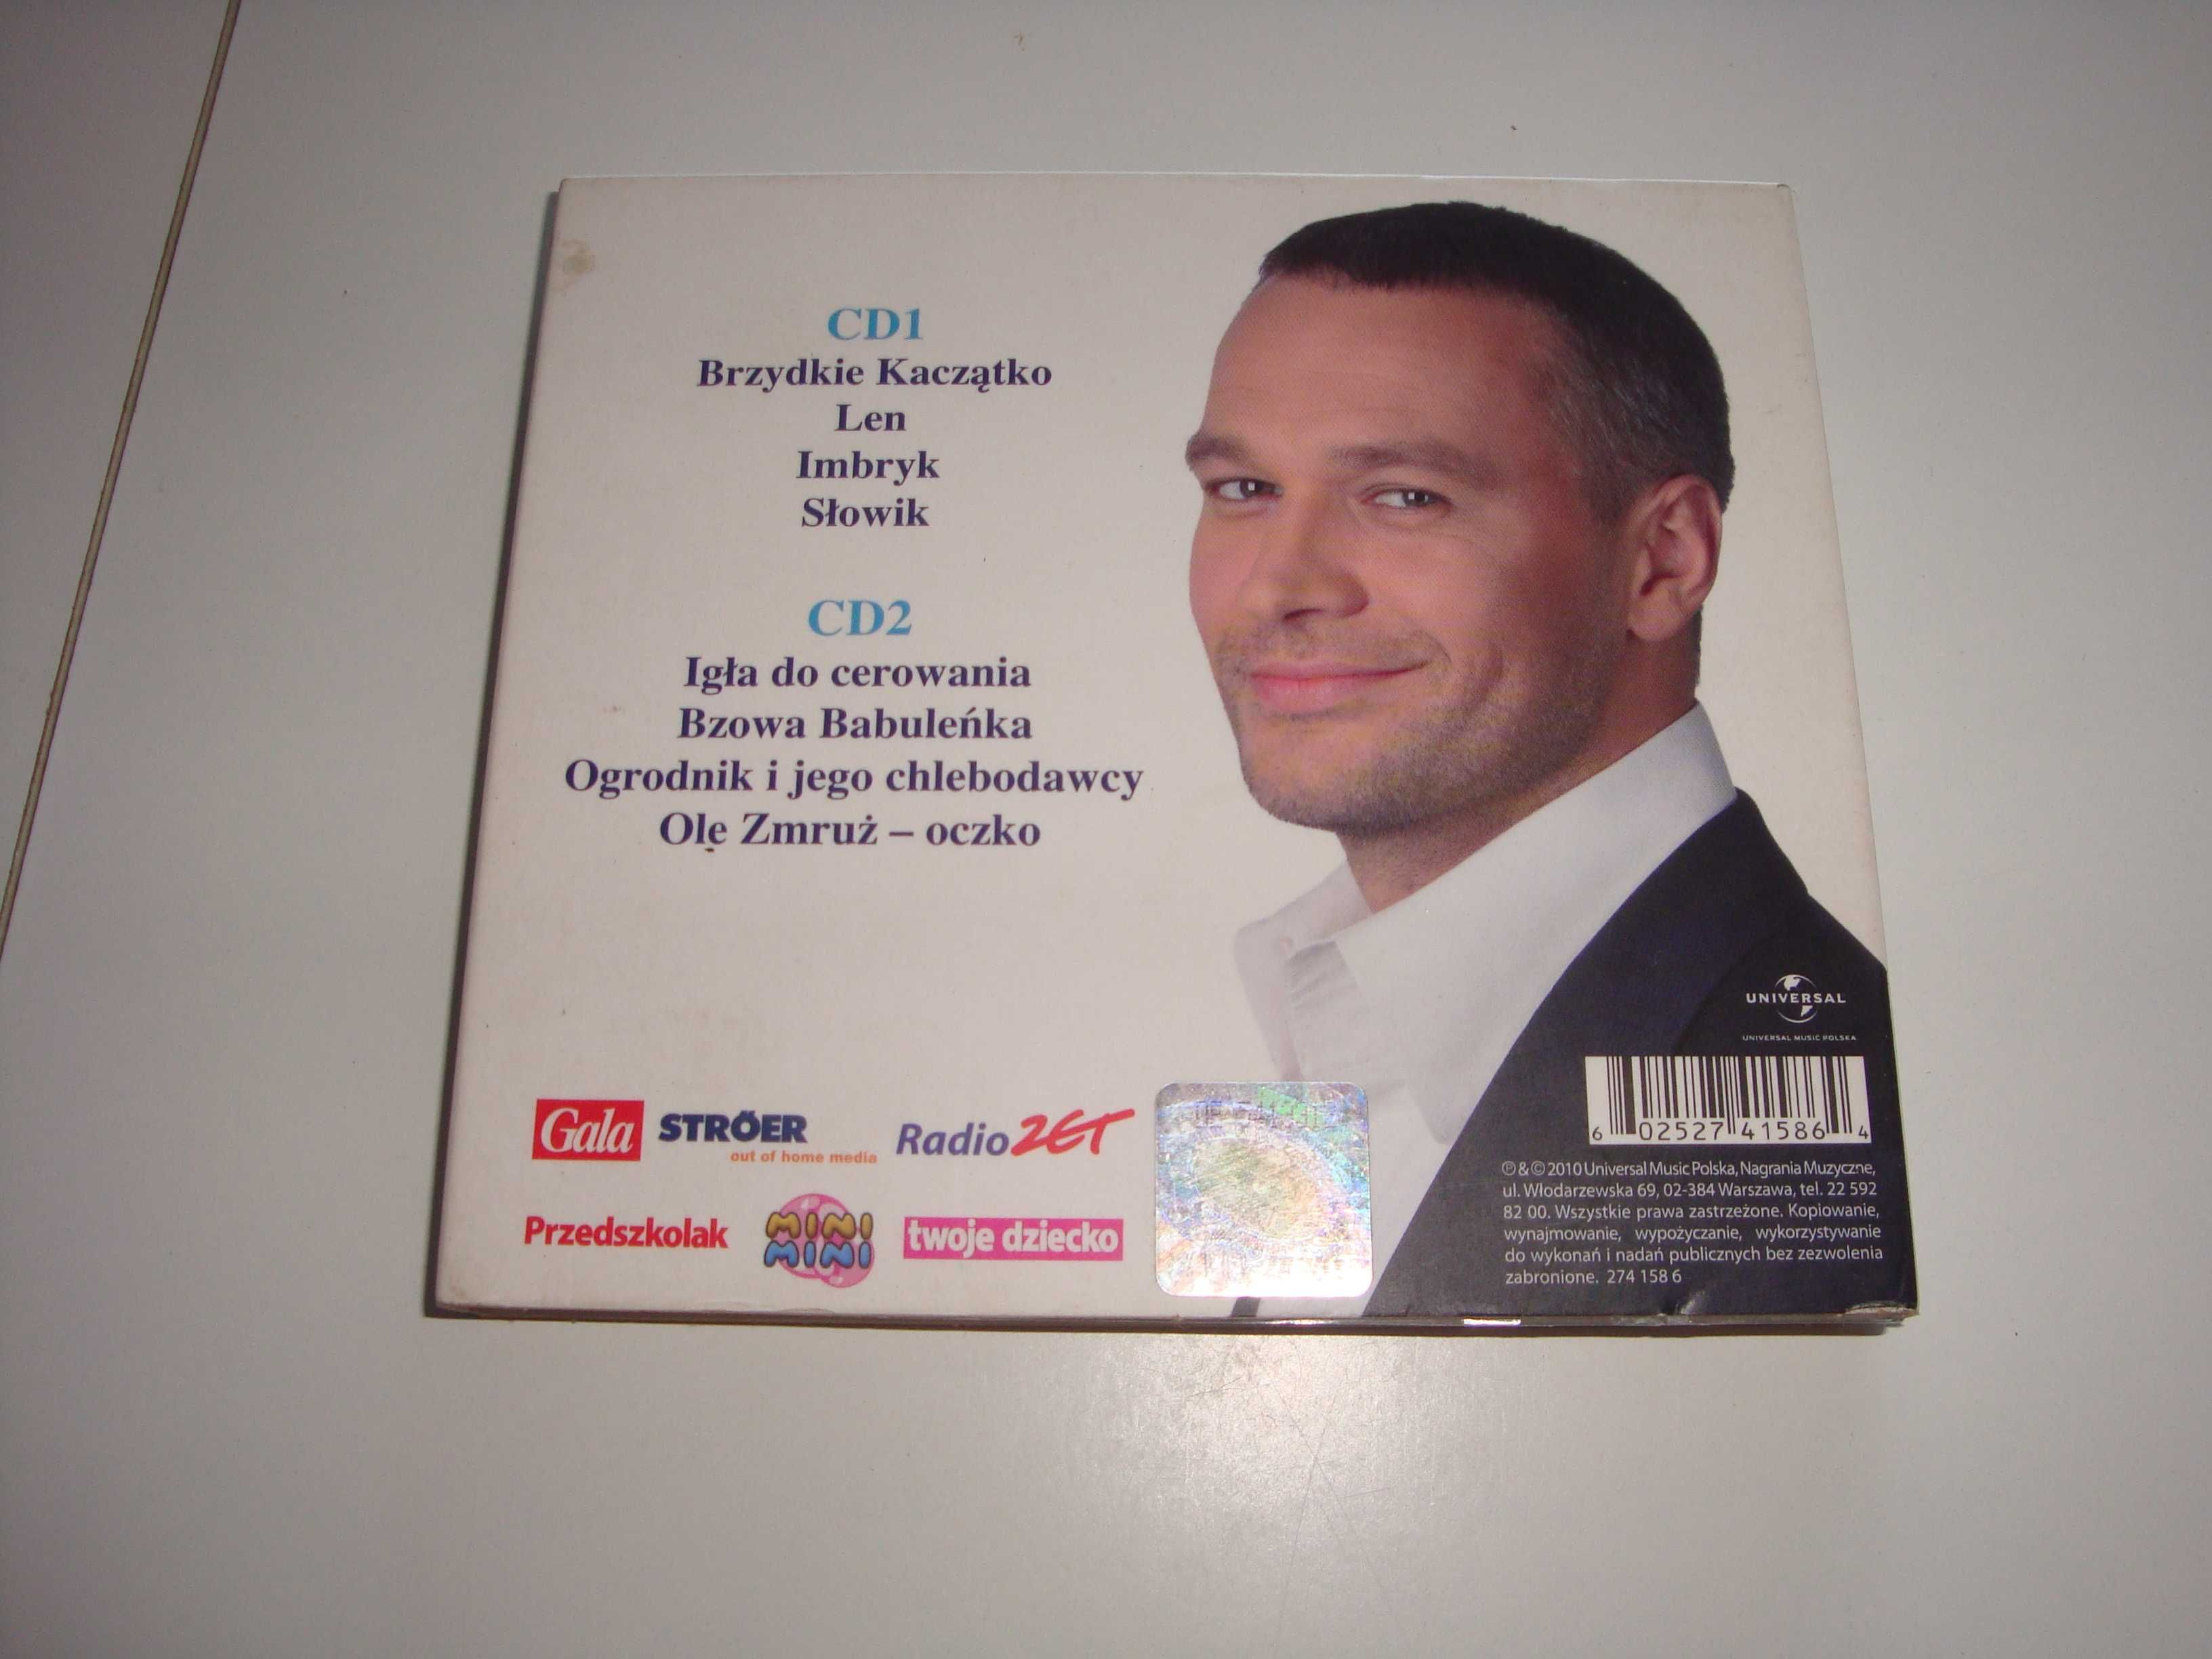 CD1
Brzydkie Kaczątko
Len
Imbryk
Słowik
CD2
Igła do cerowania
Bzowa Babuleńka
Ogrodnik i jego chlebodawcy
Ole Zmruż – oczko
Gala
STRÖER
out of home media
Radio ZET
Przedszkolak
MINI
MINI
twoje dziecko
UNIVERSAL
UNIVERSAL MUSIC POLSKA
6 02527 41586 4
℗ & © 2010 Universal Music Polska, Nagrania Muzyczne,
ul. Włodarzewska 69, 02-384 Warszawa, tel. 22 592
82 00. Wszystkie prawa zastrzeżone. Kopiowanie,
wynajmowanie, wypożyczanie, wykorzystywanie
do wykonań i nadań publicznych bez zezwolenia
zabronione. 274 158 6